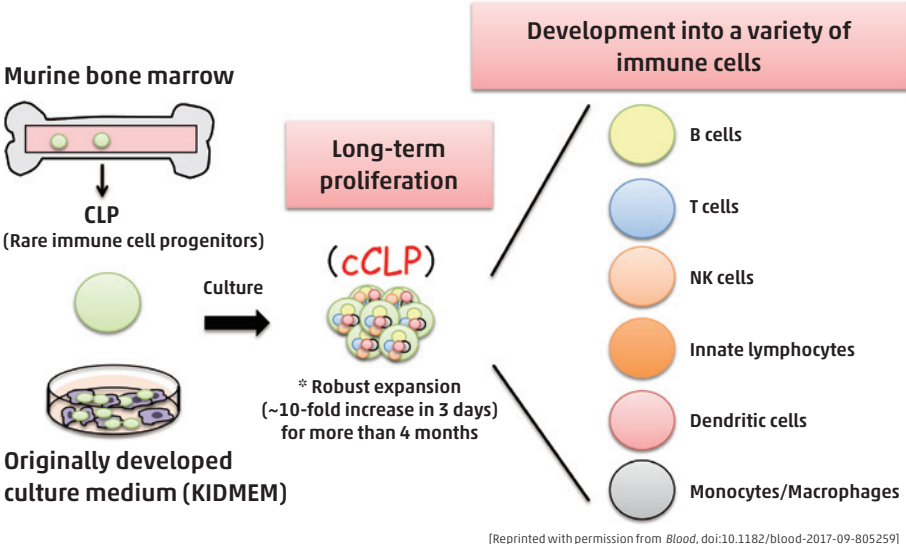 Murine bone marrow
CLP
(Rare immune cell progenitors)
Culture
Originally developed
culture medium (KIDMEM)
Long-term
proliferation
(cCLP)
* Robust expansion
(~10-fold increase in 3 days)
for more than 4 months
Development into a variety of
immune cells
B cells
T cells
NK cells
Innate lymphocytes
Dendritic cells
Monocytes/Macrophages
[Reprinted with permission from Blood, doi:10.1182/blood-2017-09-805259]